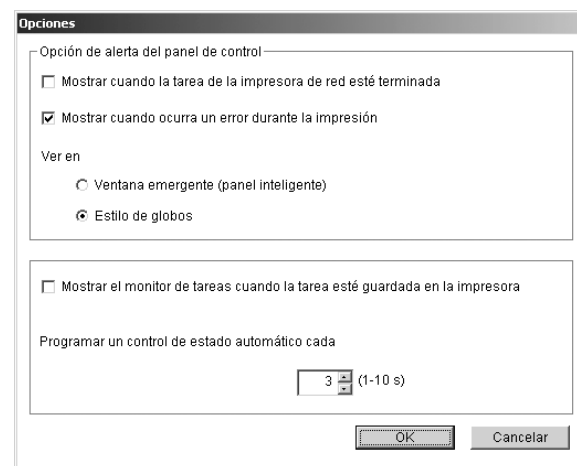 Opciones
Opción de alerta del panel de control
Mostrar cuando la tarea de la impresora de red esté terminada
Mostrar cuando ocurra un error durante la impresión
Ver en
Ventana emergente (panel inteligente)
Estilo de globos
Mostrar el monitor de tareas cuando la tarea esté guardada en la impresora
Programar un control de estado automático cada
3 (1-10 s)
OK Cancelar